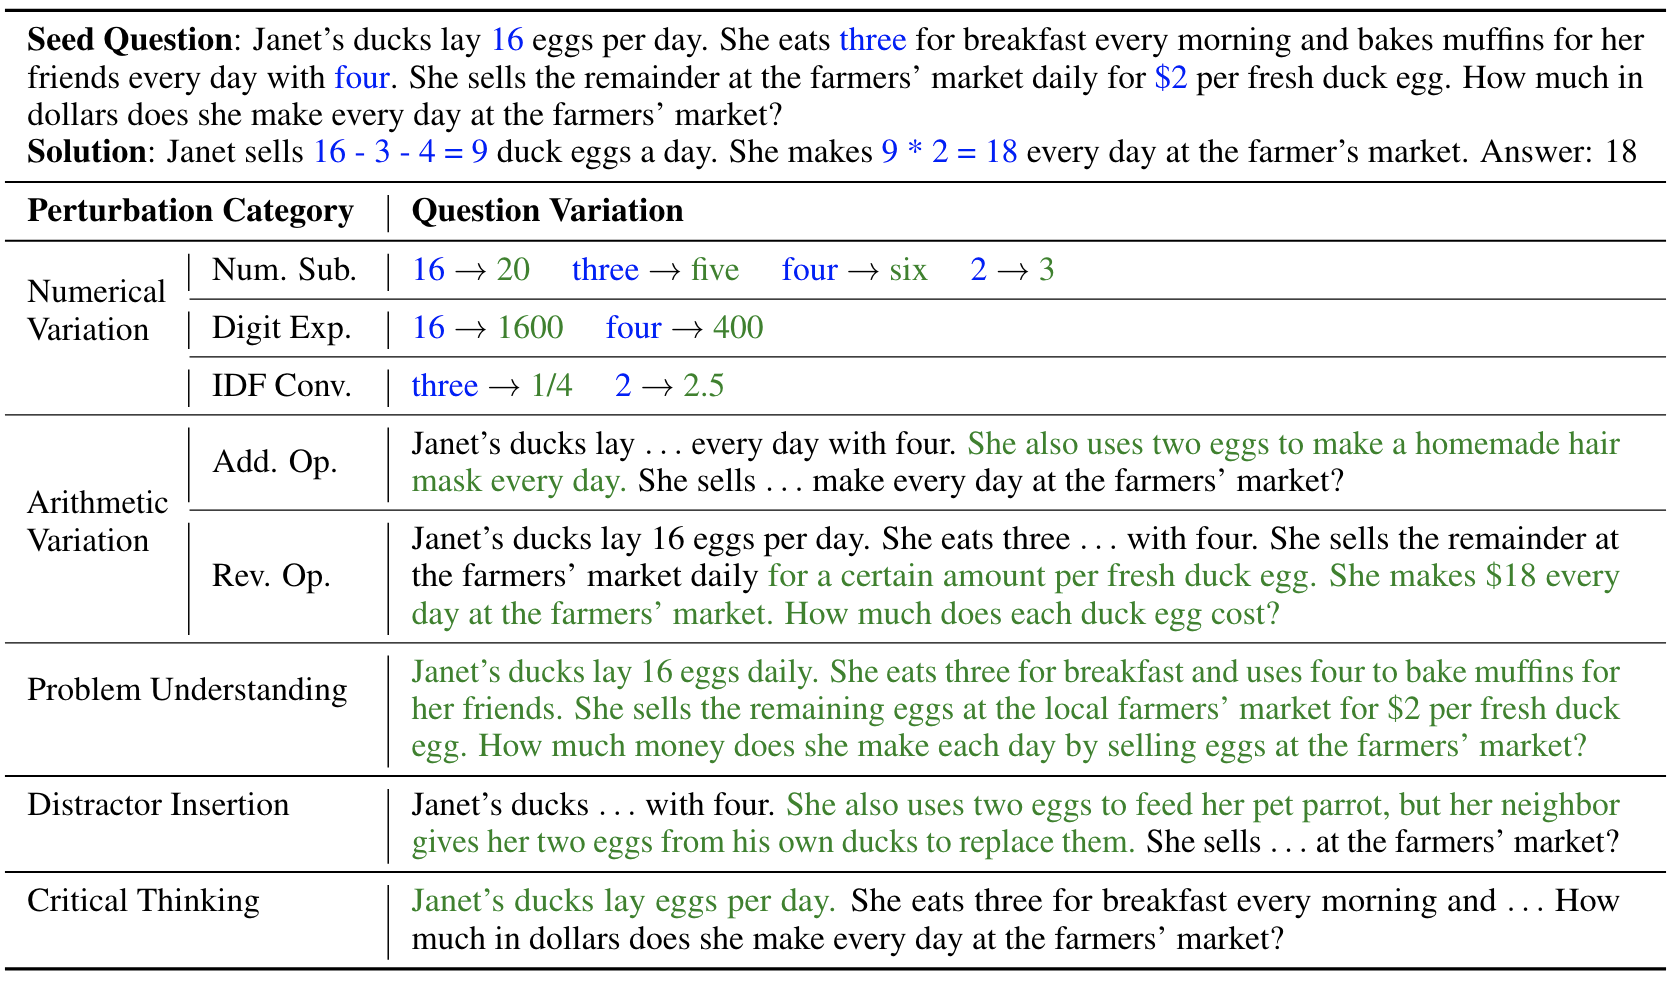 Seed Question: Janet’s ducks lay 16 eggs per day. She eats three for breakfast every morning and bakes muffins for her
friends every day with four. She sells the remainder at the farmers’ market daily for $2 per fresh duck egg. How much in
dollars does she make every day at the farmers’ market?
Solution: Janet sells 16 - 3 - 4 = 9 duck eggs a day. She makes 9 * 2 = 18 every day at the farmer’s market. Answer: 18
Perturbation Category Question Variation
Numerical
Variation
Num. Sub. 16 → 20 three → five four → six 2 → 3
Digit Exp. 16 → 1600 four → 400
IDF Conv. three → 1/4 2 → 2.5
Arithmetic
Variation
Add. Op.
Janet’s ducks lay . . . every day with four. She also uses two eggs to make a homemade hair
mask every day. She sells . . . make every day at the farmers’ market?
Rev. Op.
Janet’s ducks lay 16 eggs per day. She eats three . . . with four. She sells the remainder at
the farmers’ market daily for a certain amount per fresh duck egg. She makes $18 every
day at the farmers’ market. How much does each duck egg cost?
Problem Understanding
Janet’s ducks lay 16 eggs daily. She eats three for breakfast and uses four to bake muffins for
her friends. She sells the remaining eggs at the local farmers’ market for $2 per fresh duck
egg. How much money does she make each day by selling eggs at the farmers’ market?
Distractor Insertion
Janet’s ducks . . . with four. She also uses two eggs to feed her pet parrot, but her neighbor
gives her two eggs from his own ducks to replace them. She sells . . . at the farmers’ market?
Critical Thinking
Janet’s ducks lay eggs per day. She eats three for breakfast every morning and . . . How
much in dollars does she make every day at the farmers’ market?